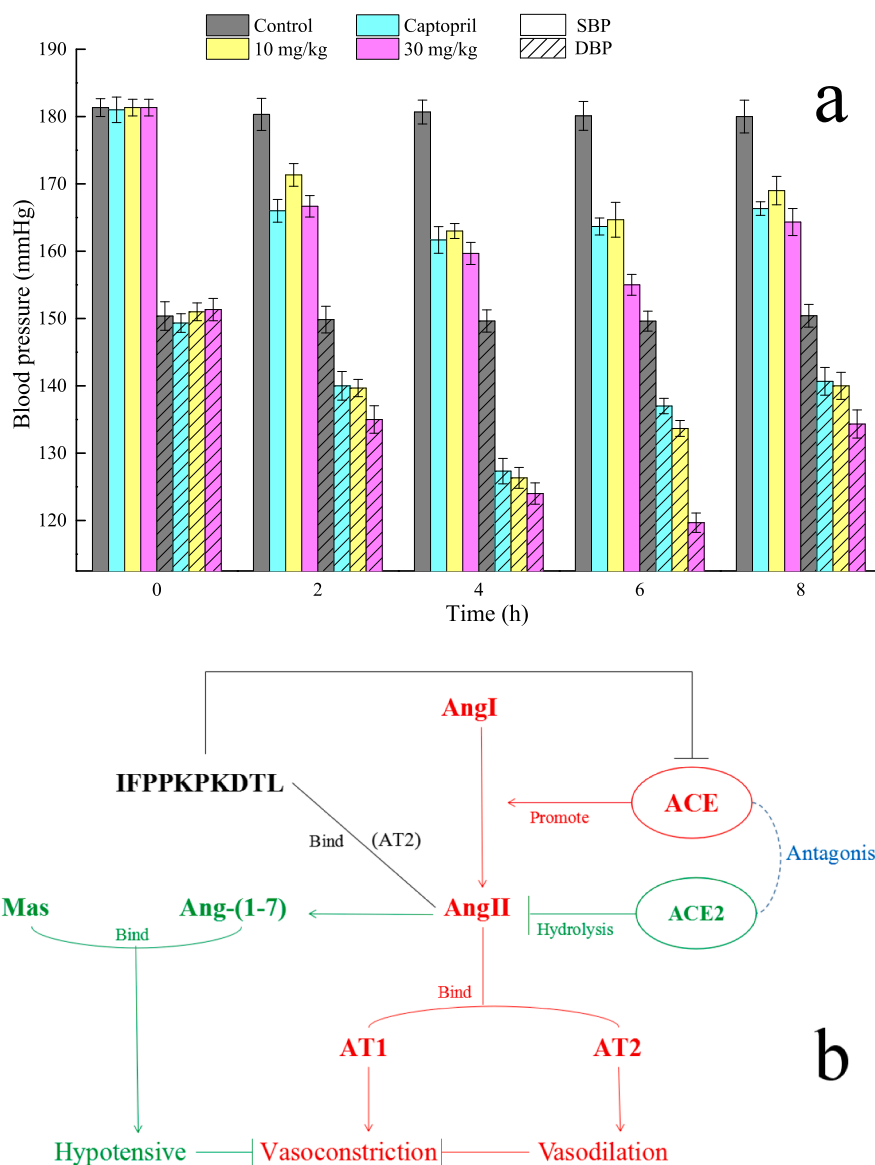 Control Captopril SBP
10 mg/kg 30 mg/kg DBP
a
190
180
170
160
150
140
130
120
Blood pressure (mmHg)
0 2 4 6 8
Time (h)
AngI
IFPPKPKDTL
ACE
Promote
Bind (AT2)
Antagonis
Mas Ang-(1-7) AngII ACE2
Bind Hydrolysis
Bind
AT1 AT2
b
Hypotensive Vasoconstriction Vasodilation